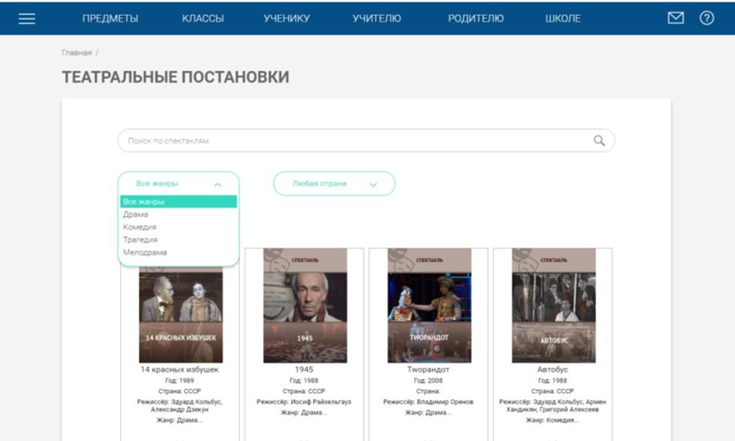 ПРЕДМЕТЫ КЛАССЫ УЧЕНИКУ УЧИТЕЛЮ РОДИТЕЛЮ ШКОЛЕ
Главная /
ТЕАТРАЛЬНЫЕ ПОСТАНОВКИ
Поиск по спектаклям
Все жанры
Любая страна
Все жанры
Драма
Комедия
Трагедия
Мелодрама
14 КРАСНЫХ ИЗБУШЕК
14 красных избушек
Год: 1989
Страна: СССР
Режиссёр: Эдуард Кольбус,
Александр Дзекун
Жанр: Драма...
СПЕКТАКЛЬ
1945
1945
Год: 1988
Страна: СССР
Режиссёр: Иосиф Райхельгауз
Жанр: Драма...
СПЕКТАКЛЬ
TWOРАНДОТ
Twoрандот
Год: 2008
Страна:
Режиссёр: Владимир Оренов
Жанр: Драма...
СПЕКТАКЛЬ
АВТОБУС
Автобус
Год: 1988
Страна: СССР
Режиссёр: Эдуард Кольбус, Армен
Хандикян, Григорий Алексеев
Жанр: Комедия...